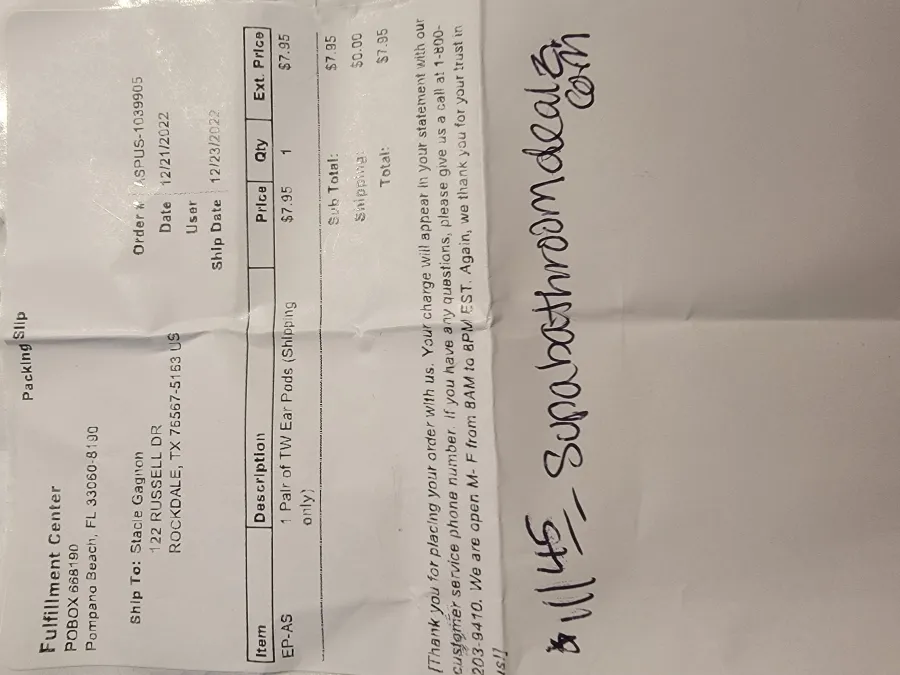 Packing Slip
Fulfillment Center
POBOX 668190
Pompano Beach, FL 33060-8190
Order # ASPUS-1039905
Date 12/21/2022
User
Ship Date 12/23/2022
Ship To: Stacie Gagnon
122 RUSSELL DR
ROCKDALE, TX 76567-5163 US
Item Description Price Qty Ext. Price
EP-AS 1 Pair of TW Ear Pods (Shipping $7.95 1 $7.95
only)
Sub Total: $7.95
Shipping: $0.00
Total: $7.95
[Thank you for placing your order with us. Your charge will appear in your statement with our
customer service phone number. If you have any questions, please give us a call at 1-800-
203-9410. We are open M- F from 8AM to 8PM EST. Again, we thank you for your trust in
us!]
45 Supabathroomdealz
com